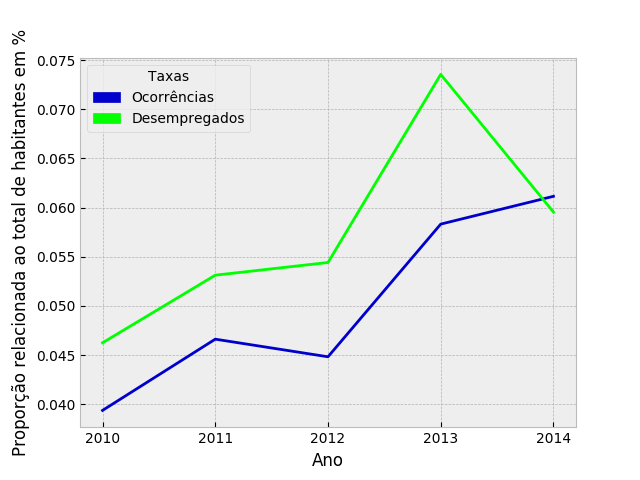 Proporção relacionada ao total de habitantes em %
0.075
0.070
0.065
0.060
0.055
0.050
0.045
0.040
Taxas
Ocorrências
Desempregados
2010 2011 2012 2013 2014
Ano